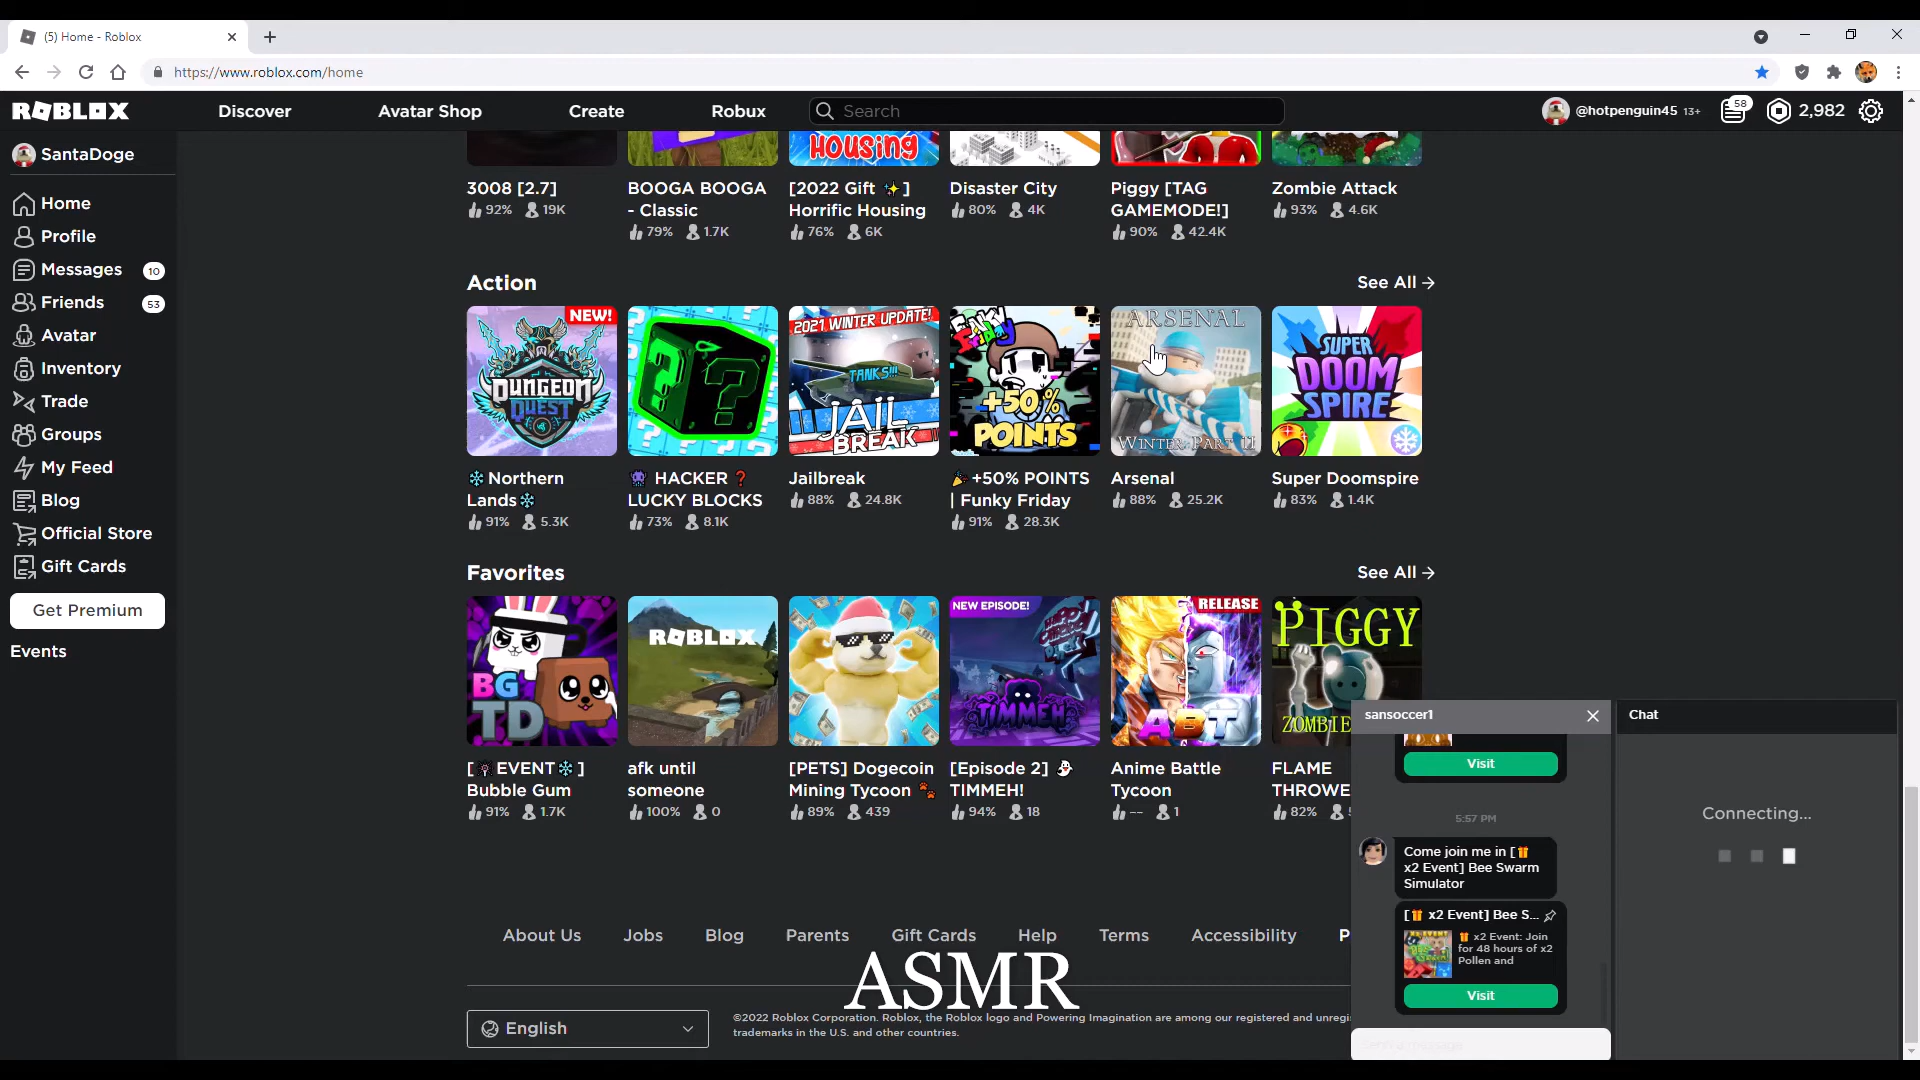 (5) Home - Roblox
https://www.roblox.com/home
ROBLOX
Discover
Avatar Shop
Create
Robux
Search
@hotpenguin45 13+
58
2,982
SantaDoge
Home
Profile
Messages 10
Friends 53
Avatar
Inventory
Trade
Groups
My Feed
Blog
Official Store
Gift Cards
Get Premium
Events
HOUSING
3008 [2.7]
92% 19K
BOOGA BOOGA
- Classic
79% 1.7K
[2022 Gift ✨]
Horrific Housing
76% 6K
Disaster City
80% 4K
Piggy [TAG
GAMEMODE!]
90% 42.4K
Zombie Attack
93% 4.6K
Action
See All →
NEW!
DUNGEON
QUEST
2021 WINTER UPDATE!
TANKS!!!
JAIL
BREAK
FUNKY
Friday
+50%
POINTS
ARSENAL
WINTER: PART II
SUPER
DOOM
SPIRE
❄Northern
Lands❄
91% 5.3K
HACKER ❓
LUCKY BLOCKS
73% 8.1K
Jailbreak
88% 24.8K
🎉+50% POINTS
| Funky Friday
91% 28.3K
Arsenal
88% 25.2K
Super Doomspire
83% 1.4K
Favorites
See All →
BG
TD
ROBLOX
NEW EPISODE!
TIMMEH
RELEASE
ABT
PIGGY
ZOMBIE
[ EVENT❄]
Bubble Gum
91% 1.7K
afk until
someone
100% 0
[PETS] Dogecoin
Mining Tycoon 🐾
89% 439
[Episode 2] 👻
TIMMEH!
94% 18
Anime Battle
Tycoon
-- 1
FLAME
THROWE
82%
sansoccer1
Visit
5:57 PM
Come join me in [🎁
x2 Event] Bee Swarm
Simulator
[🎁 x2 Event] Bee S...
🎁 x2 Event: Join
for 48 hours of x2
Pollen and
Visit
Chat
Connecting...
About Us
Jobs
Blog
Parents
Gift Cards
Help
Terms
Accessibility
P
ASMR
English
©2022 Roblox Corporation. Roblox, the Roblox logo and Powering Imagination are among our registered and unregi
trademarks in the U.S. and other countries.